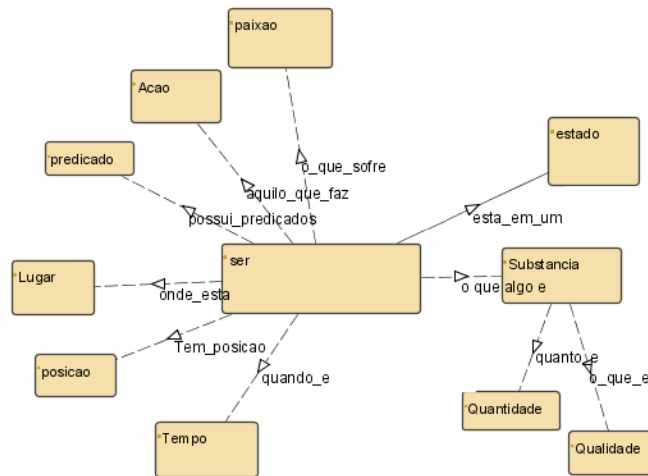 paixao
Acao
estado
predicado
o_que_sofre
aquilo_que_faz
possui_predicados
esta_em_um
ser
Substancia
Lugar
onde_esta
o que algo e
Tem_posicao
posicao
quando_e
quanto_e
o_que_e
Quantidade
Tempo
Qualidade